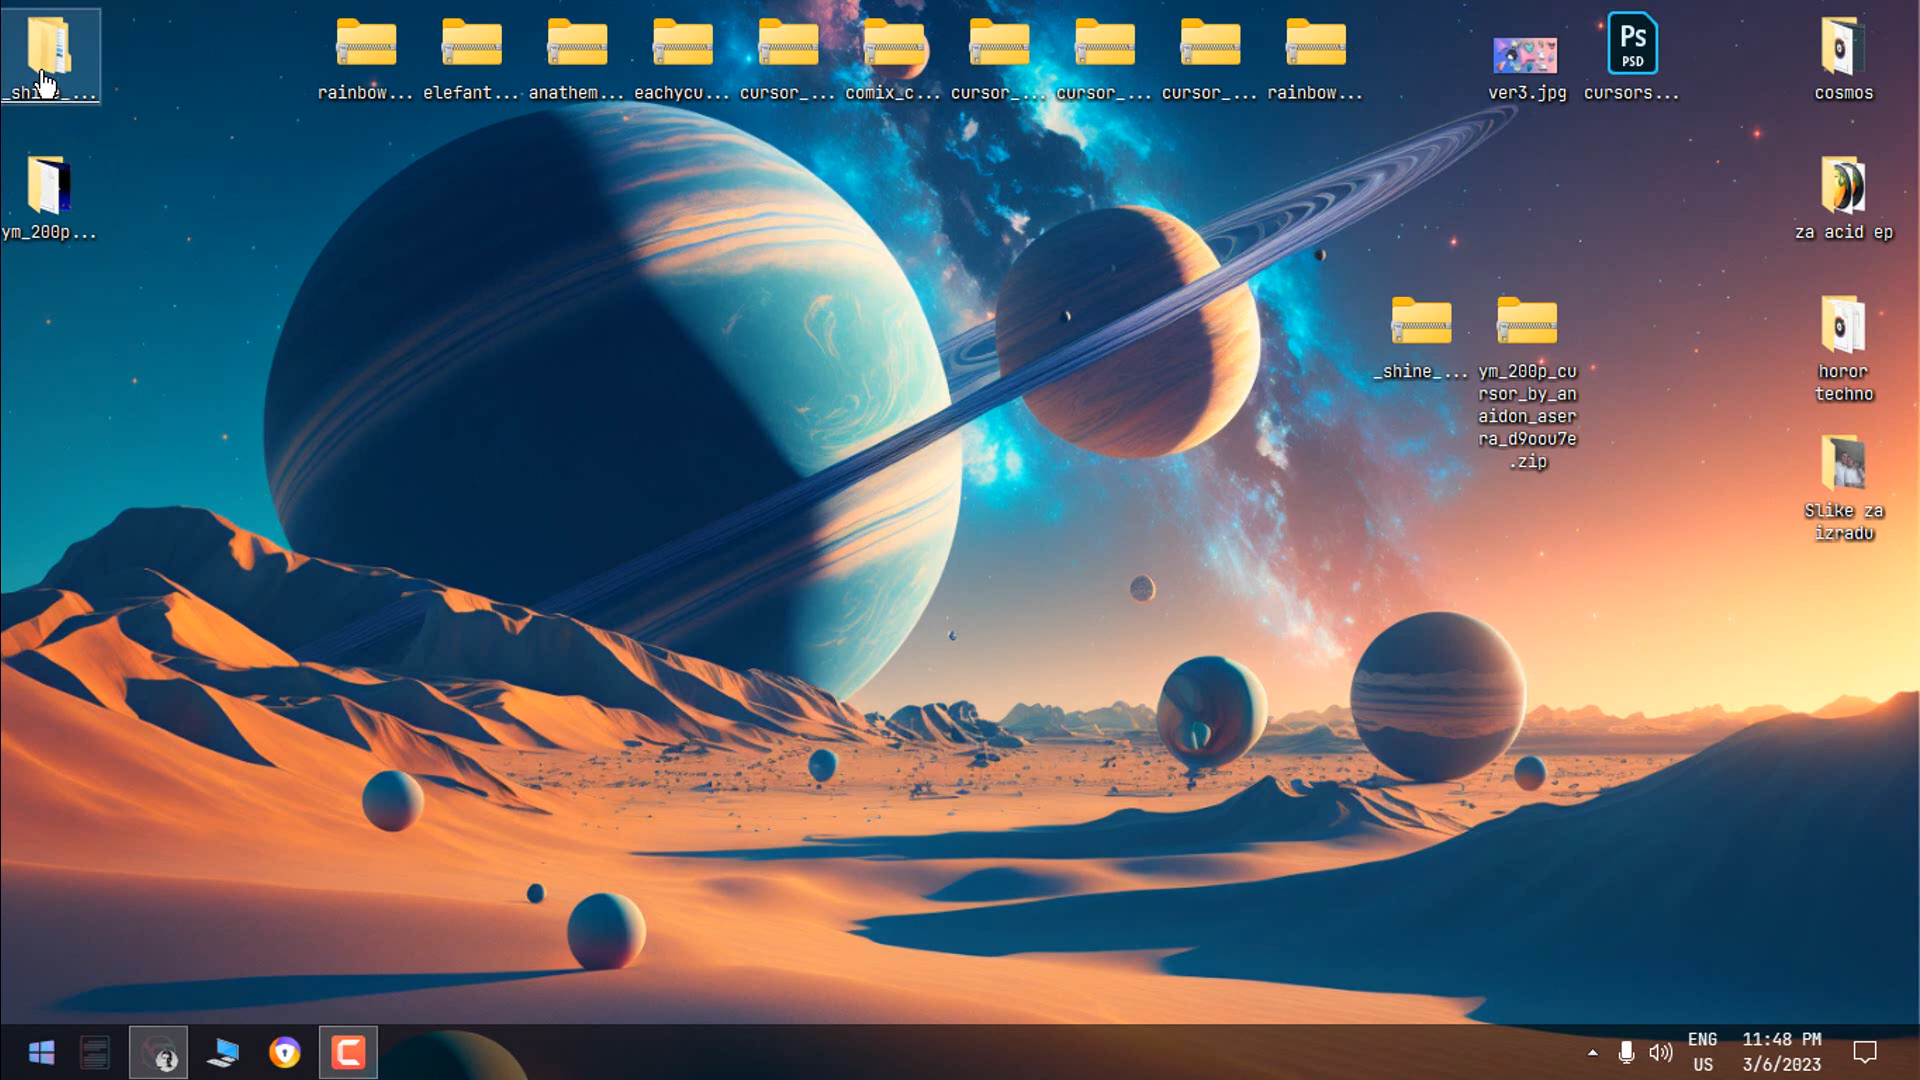 _shine_...
rainbow...
elefant...
anathem...
eachycu...
cursor_...
comix_c...
cursor_...
cursor_...
cursor_...
rainbow...
ver3.jpg
Ps
PSD
cursors...
cosmos
ym_200p...
za acid ep
_shine_...
ym_200p_cu
rsor_by_an
aidon_aser
ra_d9oou7e
.zip
horor
techno
Slike za
izradu
ENG
US
11:48 PM
3/6/2023